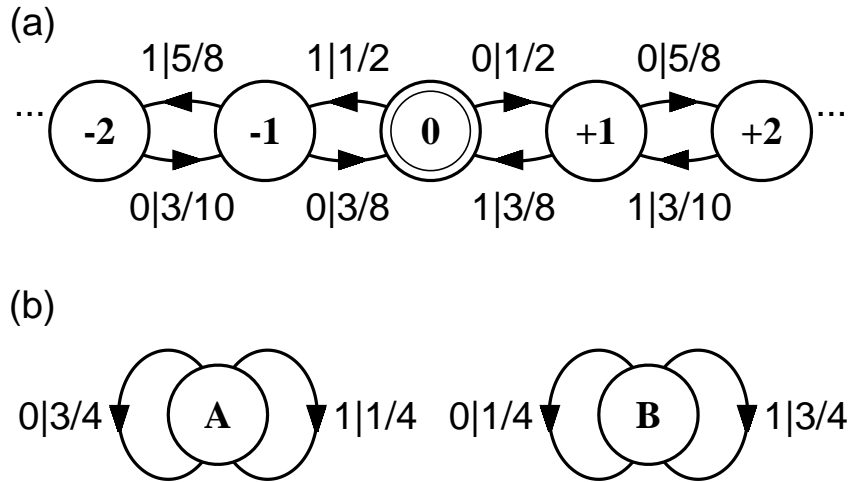 (a)
1|5/8 1|1/2 0|1/2 0|5/8
... -2 -1 0 +1 +2 ...
0|3/10 0|3/8 1|3/8 1|3/10
(b)
0|3/4 A 1|1/4 0|1/4 B 1|3/4